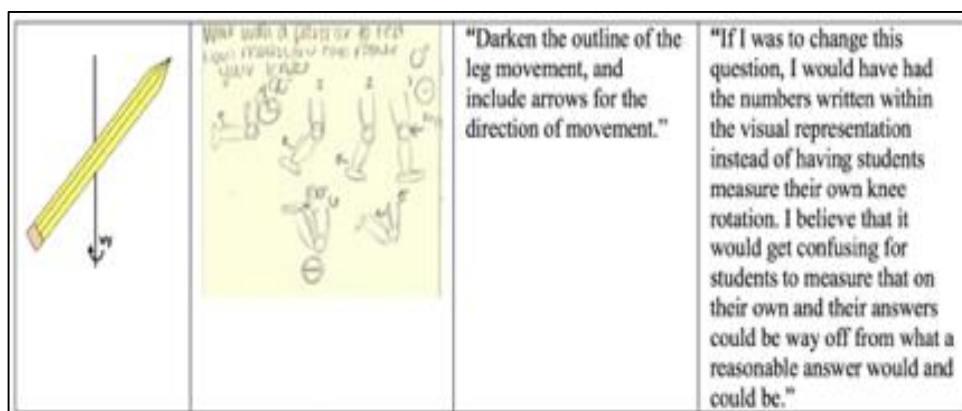 your knee
"Darken the outline of the
leg movement, and
include arrows for the
direction of movement."
"If I was to change this
question, I would have had
the numbers written within
the visual representation
instead of having students
measure their own knee
rotation. I believe that it
would get confusing for
students to measure that on
their own and their answers
could be way off from what a
reasonable answer would and
could be."